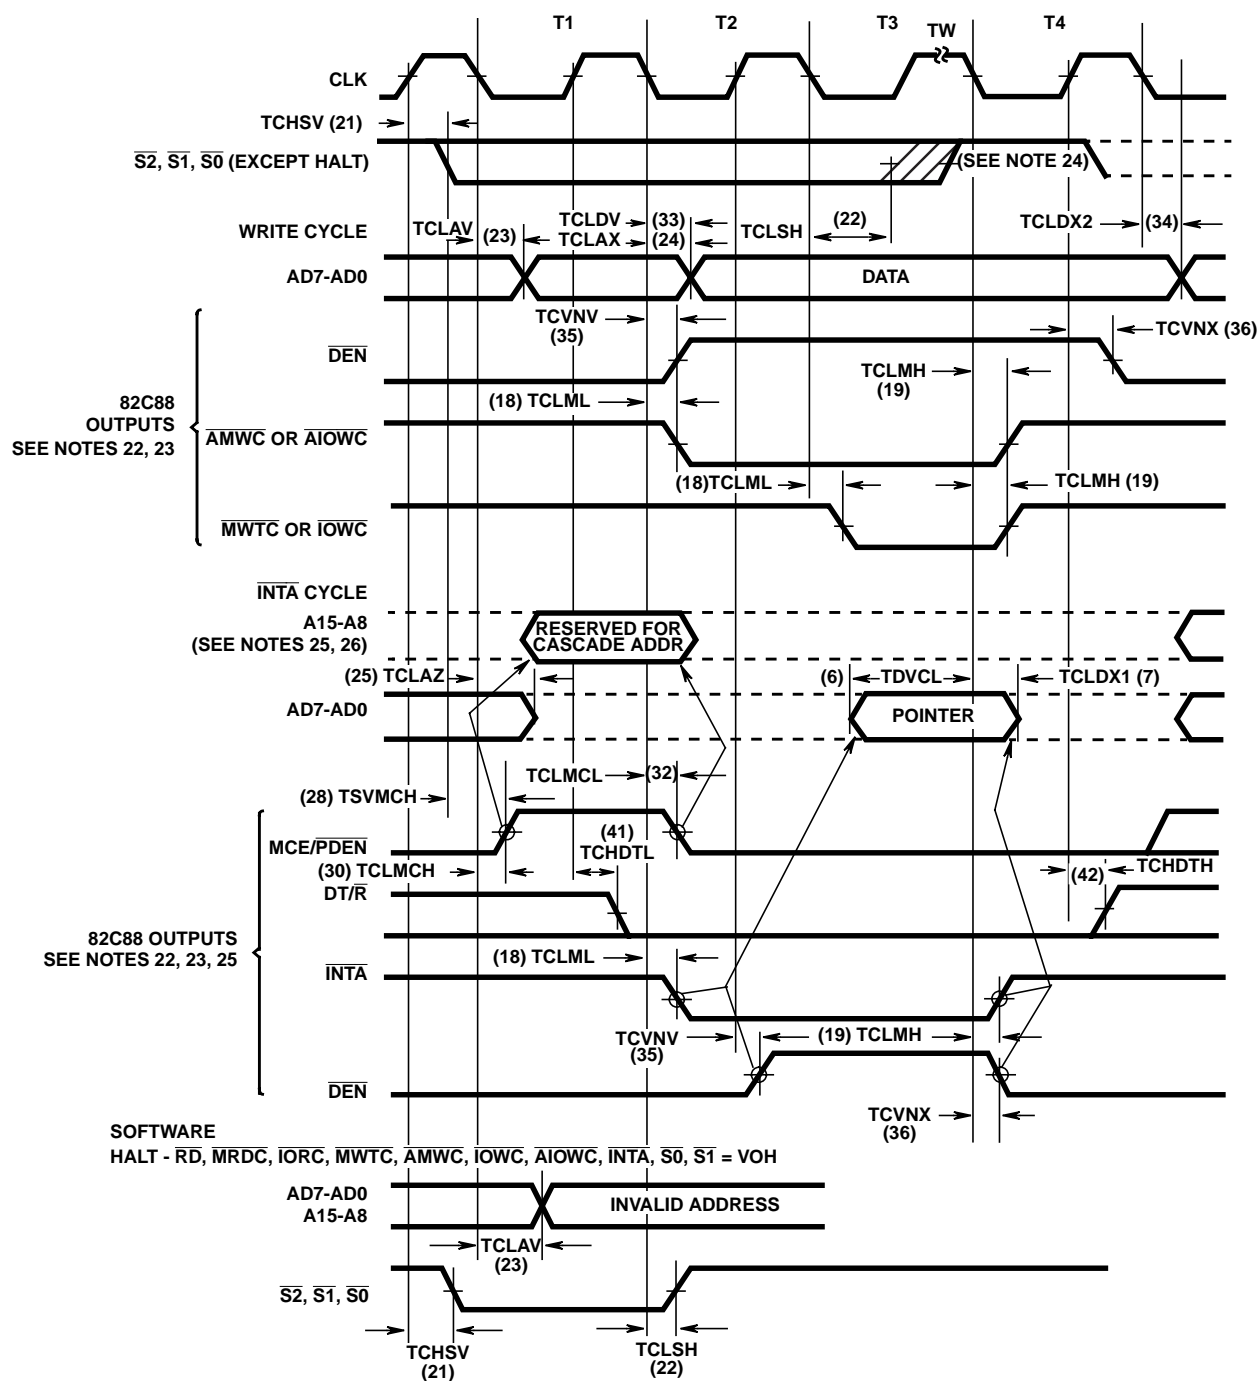 T1 T2 T3 TW T4
CLK
TCHSV (21)
S2, S1, S0 (EXCEPT HALT)
(SEE NOTE 24)
WRITE CYCLE
TCLAV (23)
TCLDV (33)
TCLAX (24)
TCLSH (22)
TCLDX2 (34)
AD7-AD0
DATA
TCVNV
(35)
TCVNX (36)
DEN
TCLMH
(19)
82C88
OUTPUTS
SEE NOTES 22, 23
(18) TCLML
AMWC OR AIOWC
(18)TCLML
TCLMH (19)
MWTC OR IOWC
INTA CYCLE
A15-A8
(SEE NOTES 25, 26)
RESERVED FOR
CASCADE ADDR
(25) TCLAZ
(6) TDVCL
TCLDX1 (7)
AD7-AD0
POINTER
TCLMCL (32)
(28) TSVMCH
MCE/PDEN
(41)
TCHDTL
(30) TCLMCH
(42) TCHDTH
DT/R
82C88 OUTPUTS
SEE NOTES 22, 23, 25
(18) TCLML
INTA
TCVNV
(35)
(19) TCLMH
DEN
TCVNX
(36)
SOFTWARE
HALT - RD, MRDC, IORC, MWTC, AMWC, IOWC, AIOWC, INTA, S0, S1 = VOH
AD7-AD0
A15-A8
INVALID ADDRESS
TCLAV
(23)
S2, S1, S0
TCHSV
(21)
TCLSH
(22)